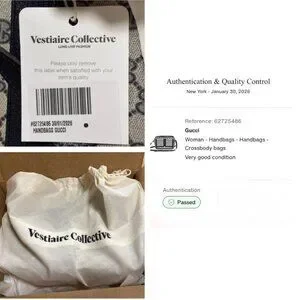 Vestiaire Collective
LONG LIVE FASHION
Please only remove
this label when satisfied with your
item's quality
#62725486 30/01/2026
HANDBAGS GUCCI
Vestiaire Collective
Authentication & Quality Control
New York - January 30, 2026
Reference: 62725486
Gucci
Woman - Handbags - Handbags -
Crossbody bags
Very good condition
Authentication
Passed